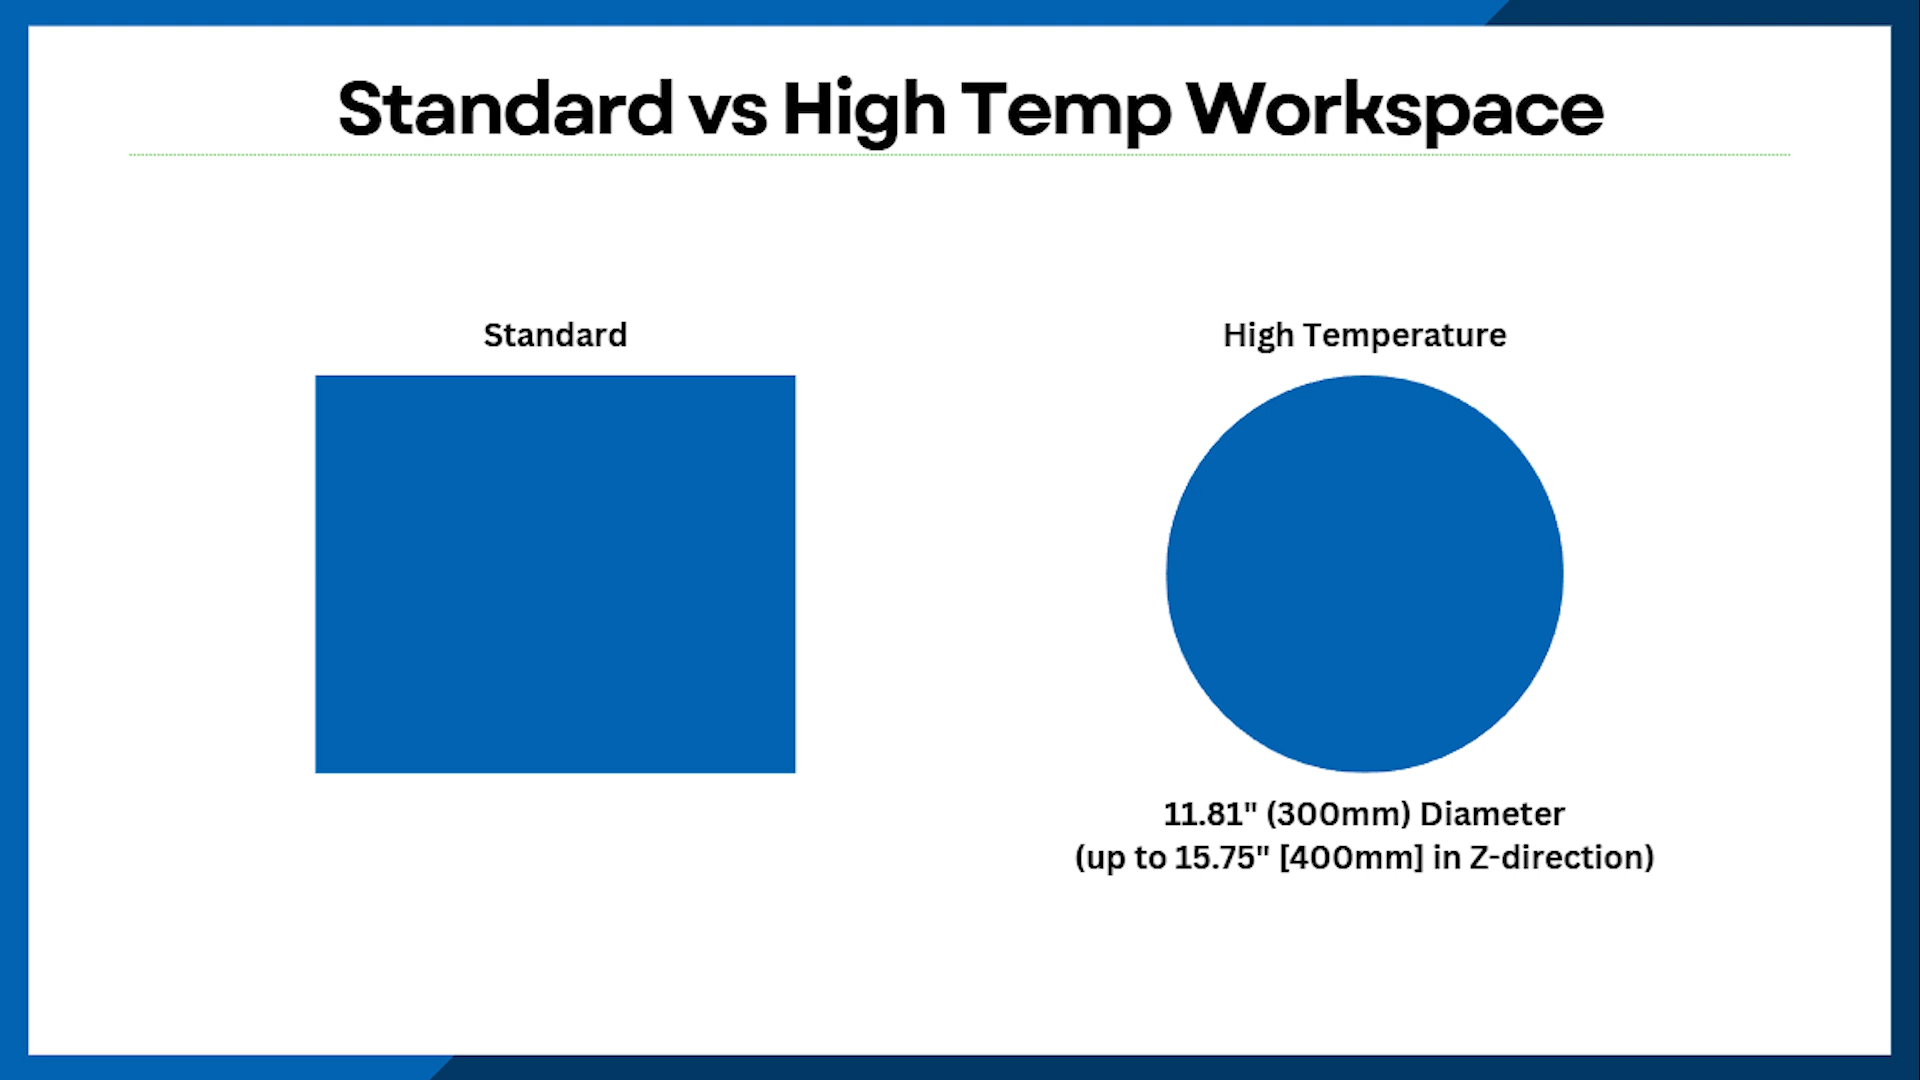 Standard vs High Temp Workspace
Standard
High Temperature
11.81" (300mm) Diameter
(up to 15.75" [400mm] in Z-direction)